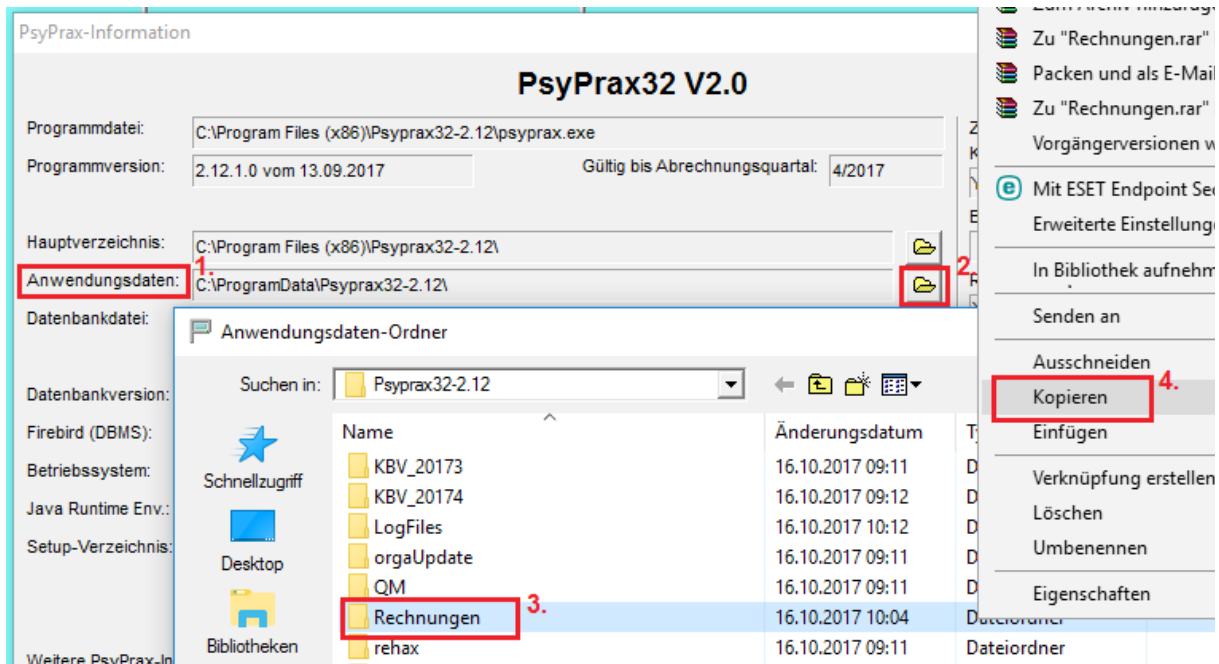 PsyPrax-Information
PsyPrax32 V2.0
Programmdatei: C:\Program Files (x86)\Psyprax32-2.12\psyprax.exe
Programmversion: 2.12.1.0 vom 13.09.2017 Gültig bis Abrechnungsquartal: 4/2017
Hauptverzeichnis: C:\Program Files (x86)\Psyprax32-2.12\
1. 2.
Anwendungsdaten: C:\ProgramData\Psyprax32-2.12\
Datenbankdatei:
Datenbankversion:
Firebird (DBMS):
Betriebssystem:
Java Runtime Env.:
Setup-Verzeichnis:
Anwendungsdaten-Ordner
Suchen in: Psyprax32-2.12
Schnellzugriff
Desktop
Bibliotheken
Name Änderungsdatum
KBV_20173 16.10.2017 09:11 D
KBV_20174 16.10.2017 09:12 D
LogFiles 16.10.2017 10:12 D
orgaUpdate 16.10.2017 09:11 D
QM 16.10.2017 09:11 D
Rechnungen 3. 16.10.2017 10:04 Dateiordner
rehax 16.10.2017 09:11 Dateiordner
Weitere PsyPrax-In
Zum Archiv hinzufüge
Zu "Rechnungen.rar"
Packen und als E-Mail
Zu "Rechnungen.rar"
Vorgängerversionen w
Mit ESET Endpoint Sec
Erweiterte Einstellunge
In Bibliothek aufnehm
Senden an
Ausschneiden
Kopieren 4.
Einfügen
Verknüpfung erstellen
Löschen
Umbenennen
Eigenschaften